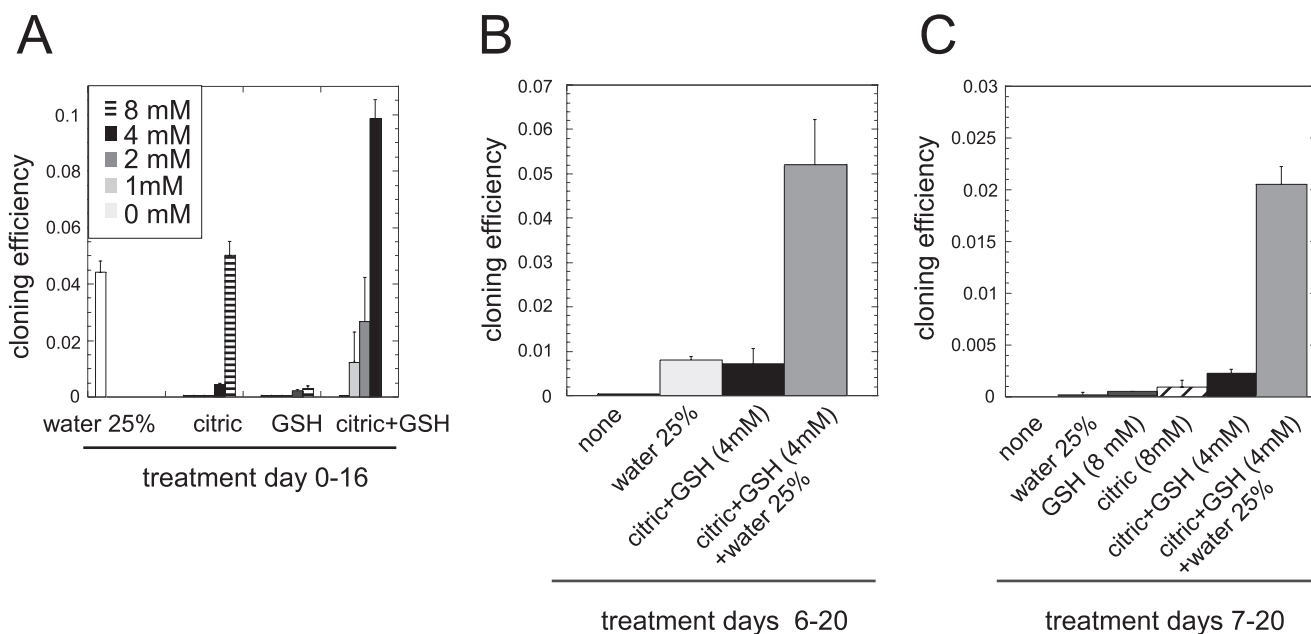 A
cloning efficiency
0.1
0.08
0.06
0.04
0.02
0
8 mM
4 mM
2 mM
1mM
0 mM
water 25%
citric
GSH
citric+GSH
treatment day 0-16
B
cloning efficiency
0.07
0.06
0.05
0.04
0.03
0.02
0.010
0
none
water 25%
citric+GSH (4mM)
citric+GSH (4mM)
+water 25%
treatment days 6-20
C
cloning efficiency
0.03
0.025
0.02
0.015
0.01
0.005
0
none
water 25%
GSH (8 mM)
citric (8mM)
citric+GSH (4mM)
citric+GSH (4mM)
+water 25%
treatment days 7-20